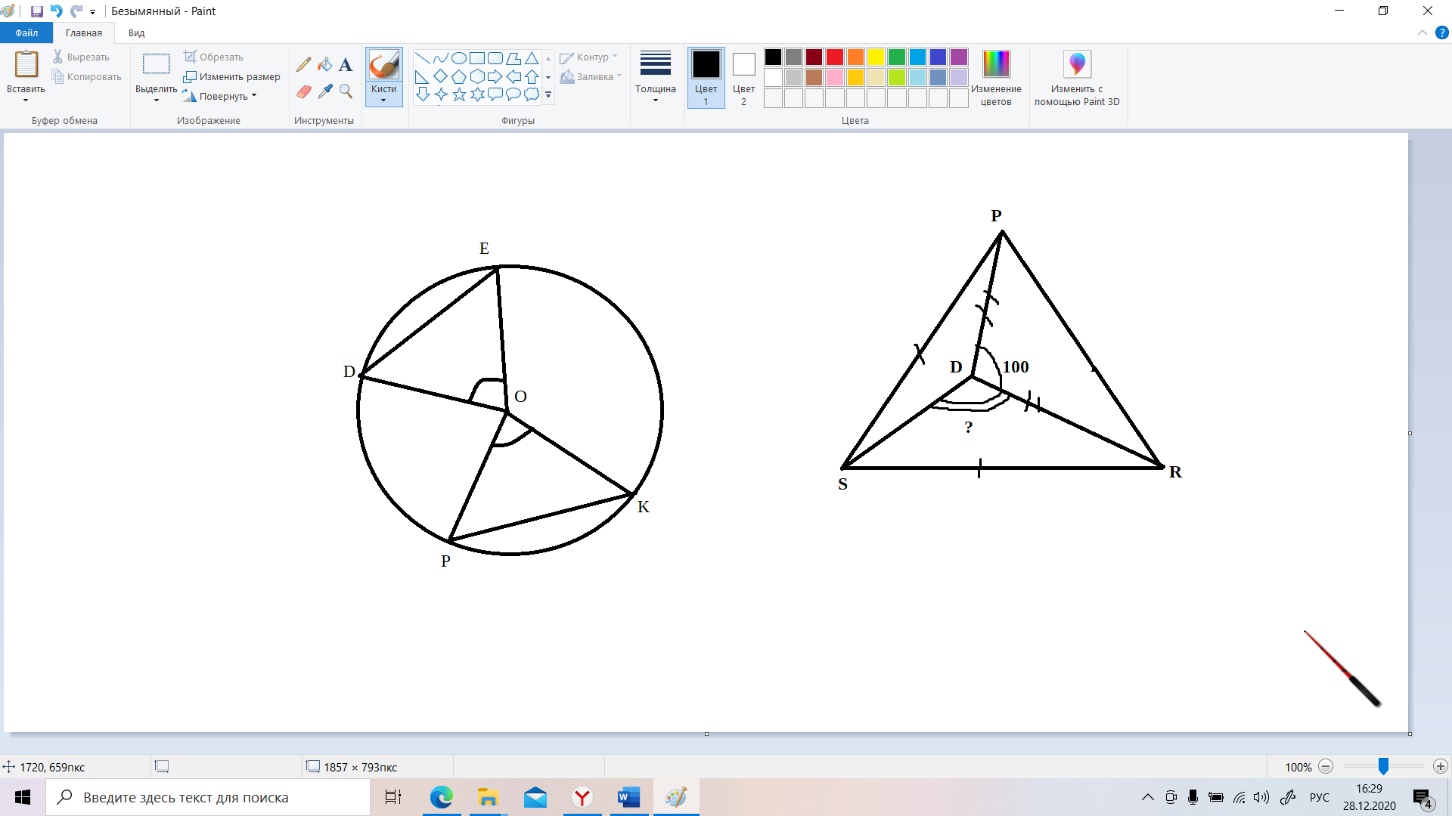 Безымянный - Paint
Файл
Главная
Вид
Вставить
Вырезать
Копировать
Буфер обмена
Выделить
Обрезать
Изменить размер
Повернуть
Изображение
A
Инструменты
Кисти
Контур
Заливка
Фигуры
Толщина
Цвет
1
Цвет
2
Изменение
цветов
Изменить с
помощью Paint 3D
Цвета
E
D
O
K
P
P
D
100
?
S
R
1720, 659пкс
1857 × 793пкс
100%
Введите здесь текст для поиска
РУС
16:29
28.12.2020
4